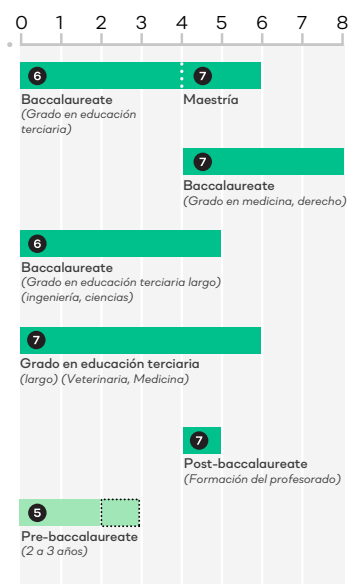 0 1 2 3 4 5 6 7 8
6 7
Baccalaureate Maestría
(Grado en educación
terciaria)
7
Baccalaureate
(Grado en medicina, derecho)
6
Baccalaureate
(Grado en educación terciaria largo)
(ingeniería, ciencias)
7
Grado en educación terciaria
(largo) (Veterinaria, Medicina)
7
Post-baccalaureate
(Formación del profesorado)
5
Pre-baccalaureate
(2 a 3 años)